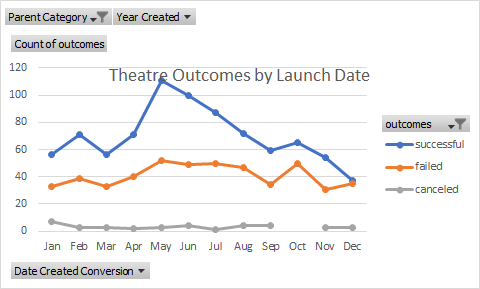 Parent Category Year Created
Count of outcomes
Theatre Outcomes by Launch Date
120
100
80
60
40
20
0
Jan Feb Mar Apr May Jun Jul Aug Sep Oct Nov Dec
outcomes
successful
failed
canceled
Date Created Conversion